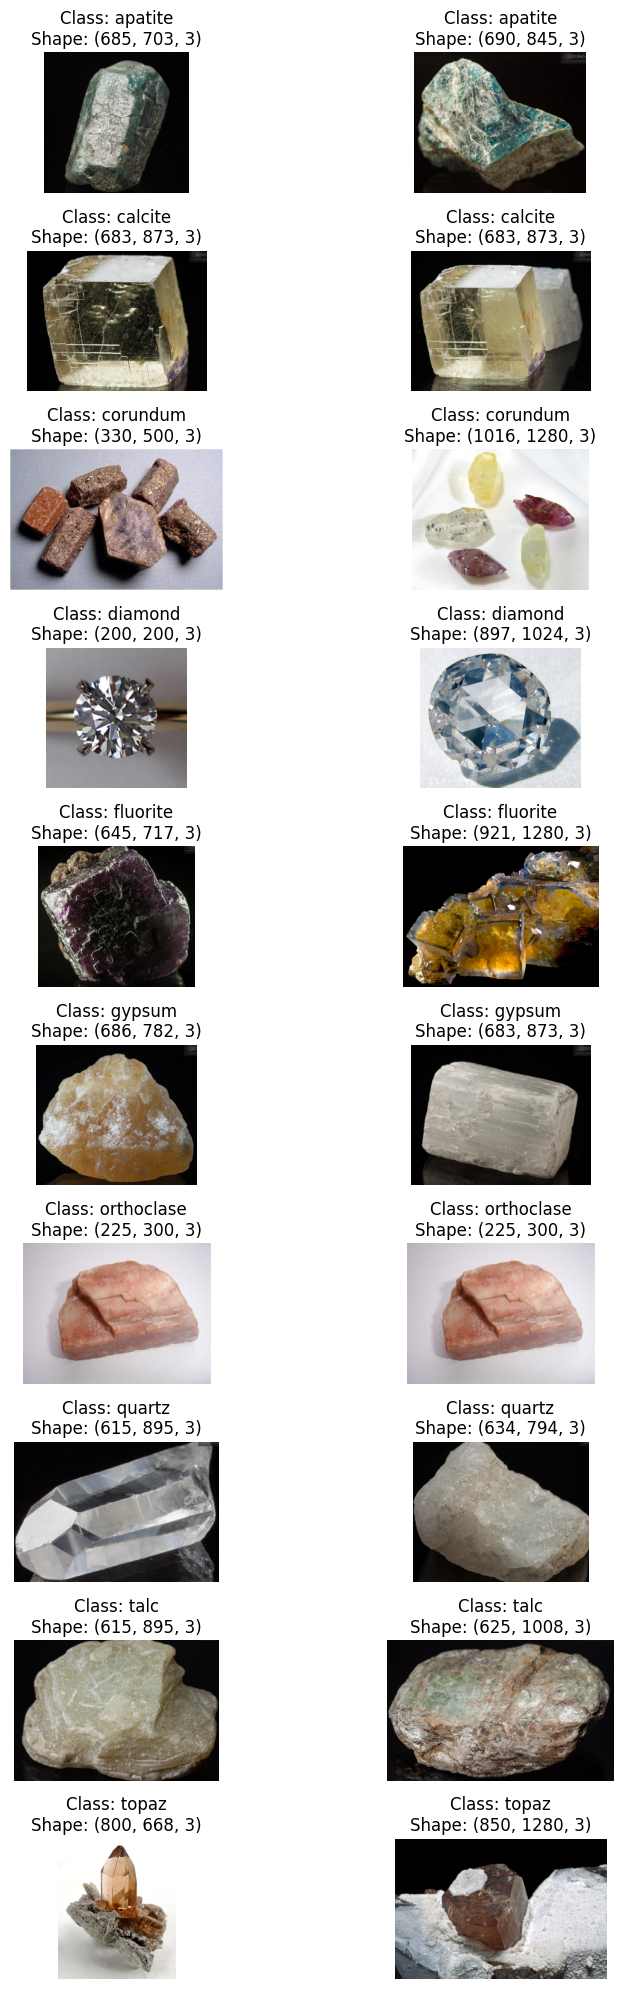 Class: apatite
Shape: (685, 703, 3)
Class: apatite
Shape: (690, 845, 3)
Class: calcite
Shape: (683, 873, 3)
Class: calcite
Shape: (683, 873, 3)
Class: corundum
Shape: (330, 500, 3)
Class: corundum
Shape: (1016, 1280, 3)
Class: diamond
Shape: (200, 200, 3)
Class: diamond
Shape: (897, 1024, 3)
Class: fluorite
Shape: (645, 717, 3)
Class: fluorite
Shape: (921, 1280, 3)
Class: gypsum
Shape: (686, 782, 3)
Class: gypsum
Shape: (683, 873, 3)
Class: orthoclase
Shape: (225, 300, 3)
Class: orthoclase
Shape: (225, 300, 3)
Class: quartz
Shape: (615, 895, 3)
Class: quartz
Shape: (634, 794, 3)
Class: talc
Shape: (615, 895, 3)
Class: talc
Shape: (625, 1008, 3)
Class: topaz
Shape: (800, 668, 3)
Class: topaz
Shape: (850, 1280, 3)